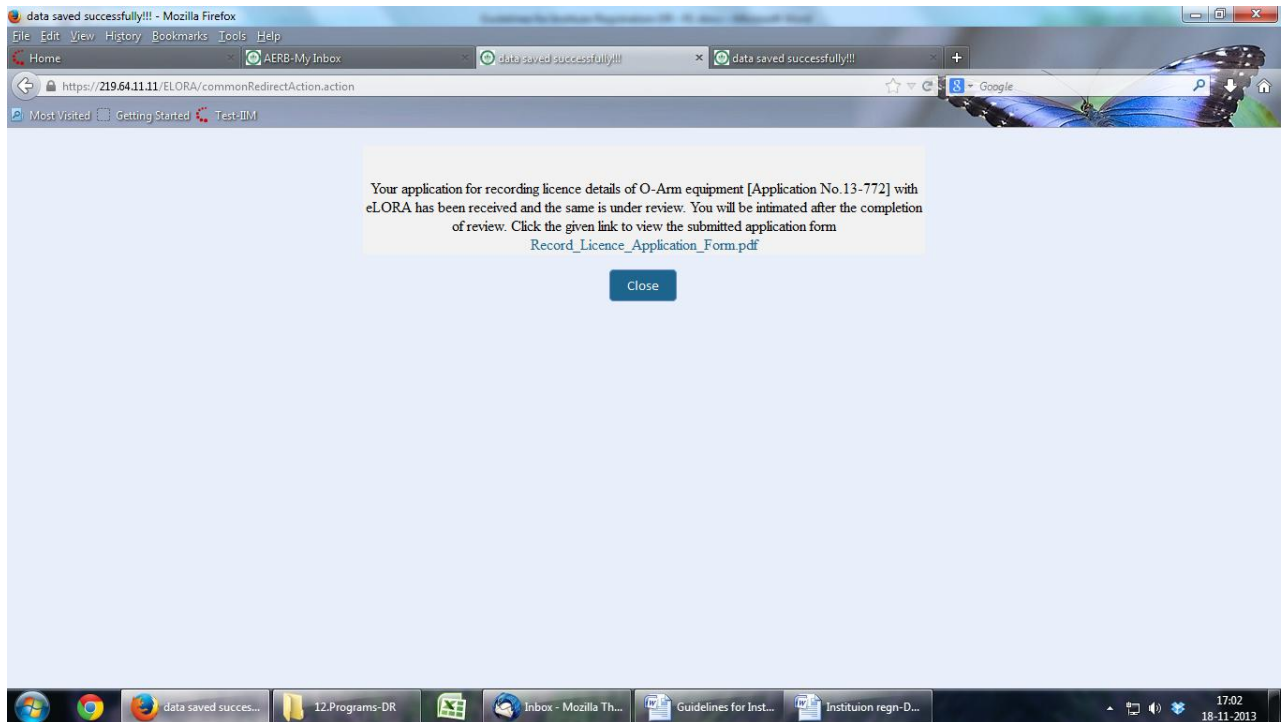 data saved successfully!!! - Mozilla Firefox
File Edit View History Bookmarks Tools Help
Home
AERB-My Inbox
data saved successfully!!!
data saved successfully!!!
https://219.64.11.11/ELORA/commonRedirectAction.action
Google
Most Visited Getting Started Test-IIM
Your application for recording licence details of O-Arm equipment [Application No.13-772] with
eLORA has been received and the same is under review. You will be intimated after the completion
of review. Click the given link to view the submitted application form
Record_Licence_Application_Form.pdf
Close
data saved succes...
12.Programs-DR
Inbox - Mozilla Th...
Guidelines for Inst...
Instituion regn-D...
17:02
18-11-2013